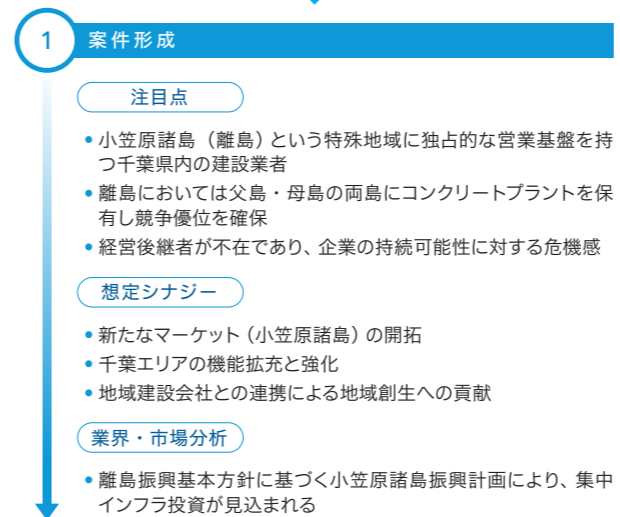 1 案件形成
注目点
• 小笠原諸島（離島）という特殊地域に独占的な営業基盤を持
つ千葉県内の建設業者
• 離島においては父島・母島の両島にコンクリートプラントを保
有し競争優位を確保
• 経営後継者が不在であり、企業の持続可能性に対する危機感
想定シナジー
• 新たなマーケット（小笠原諸島）の開拓
• 千葉エリアの機能拡充と強化
• 地域建設会社との連携による地域創生への貢献
業界・市場分析
• 離島振興基本方針に基づく小笠原諸島振興計画により、集中
インフラ投資が見込まれる